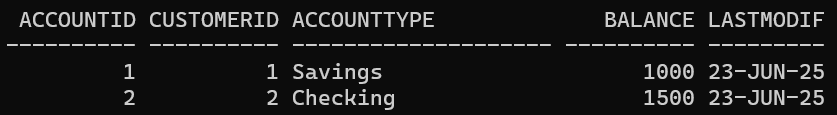 ACCOUNTID CUSTOMERID ACCOUNTTYPE             BALANCE LASTMODIF
---------- ---------- -------------------- ---------- ---------
         1          1 Savings                    1000 23-JUN-25
         2          2 Checking                   1500 23-JUN-25